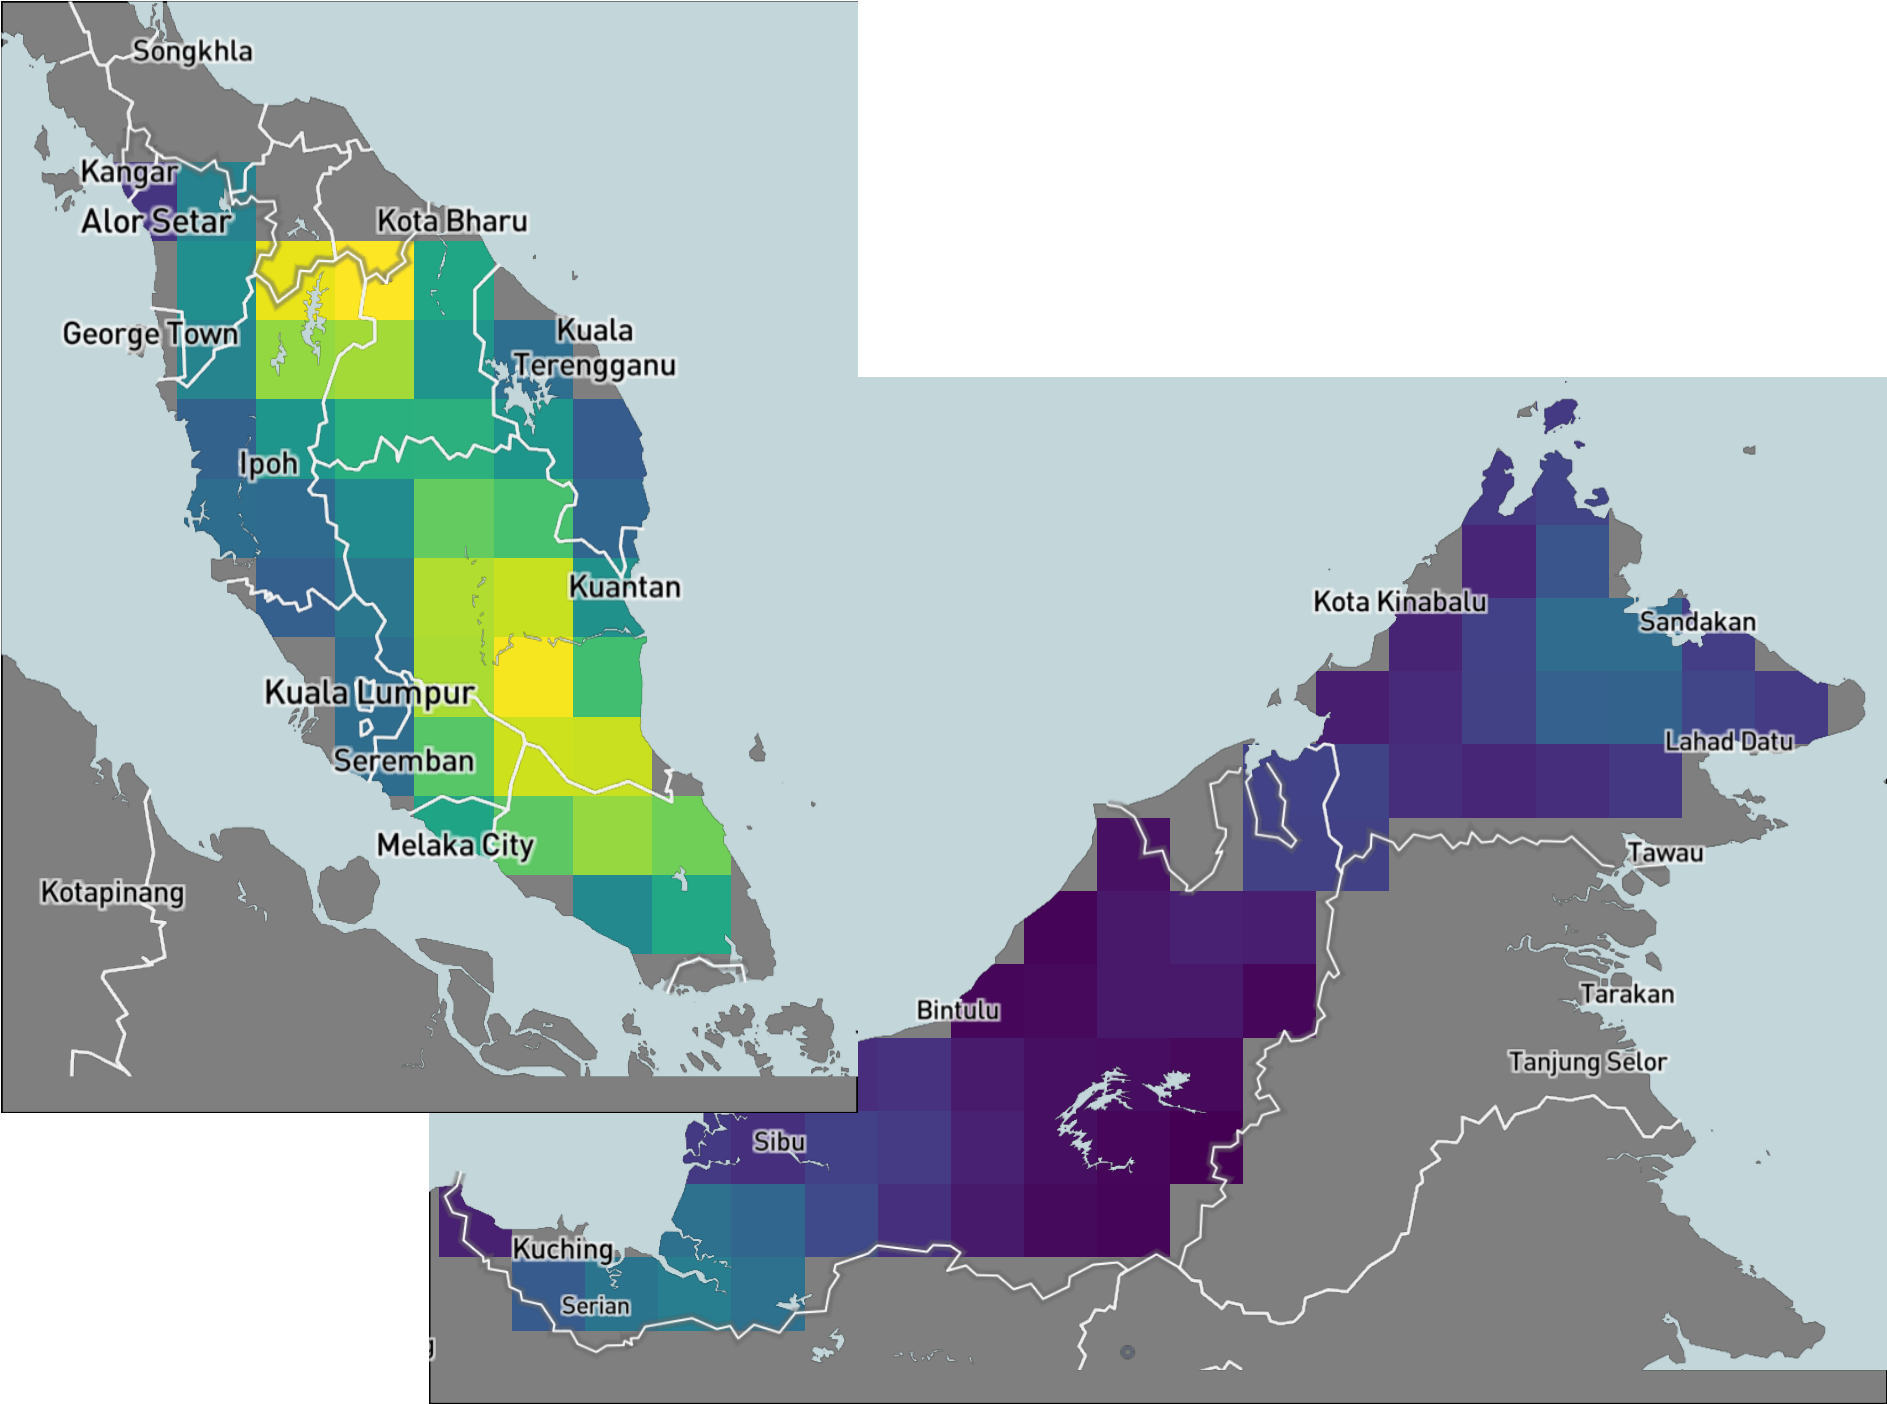 Songkhla
Kangar
Alor Setar
Kota Bharu
George Town
Kuala
Terengganu
Ipoh
Kuantan
Kota Kinabalu
Sandakan
Kuala Lumpur
Lahad Datu
Seremban
Melaka City
Tawau
Kotapinang
Tarakan
Bintulu
Tanjung Selor
Sibu
Kuching
Serian